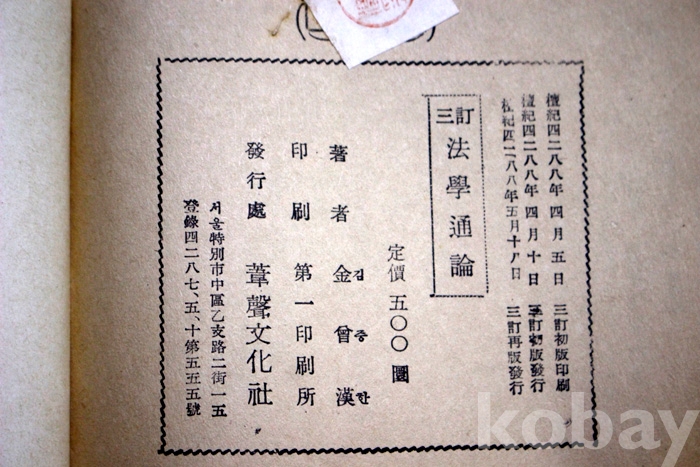 檀紀四二八八年四月五日 三訂初版印刷
檀紀四二八八年四月十日 三訂初版發行
檀紀四二八八年五月十八日 三訂再版發行
三訂 法學通論
定價 五〇〇圜
著者 金曾漢
김증한
印刷 第一印刷所
發行處 葦聲文化社
서울特別市中區乙支路二街一五
登錄四二八七、五、十第五五五號
kobay